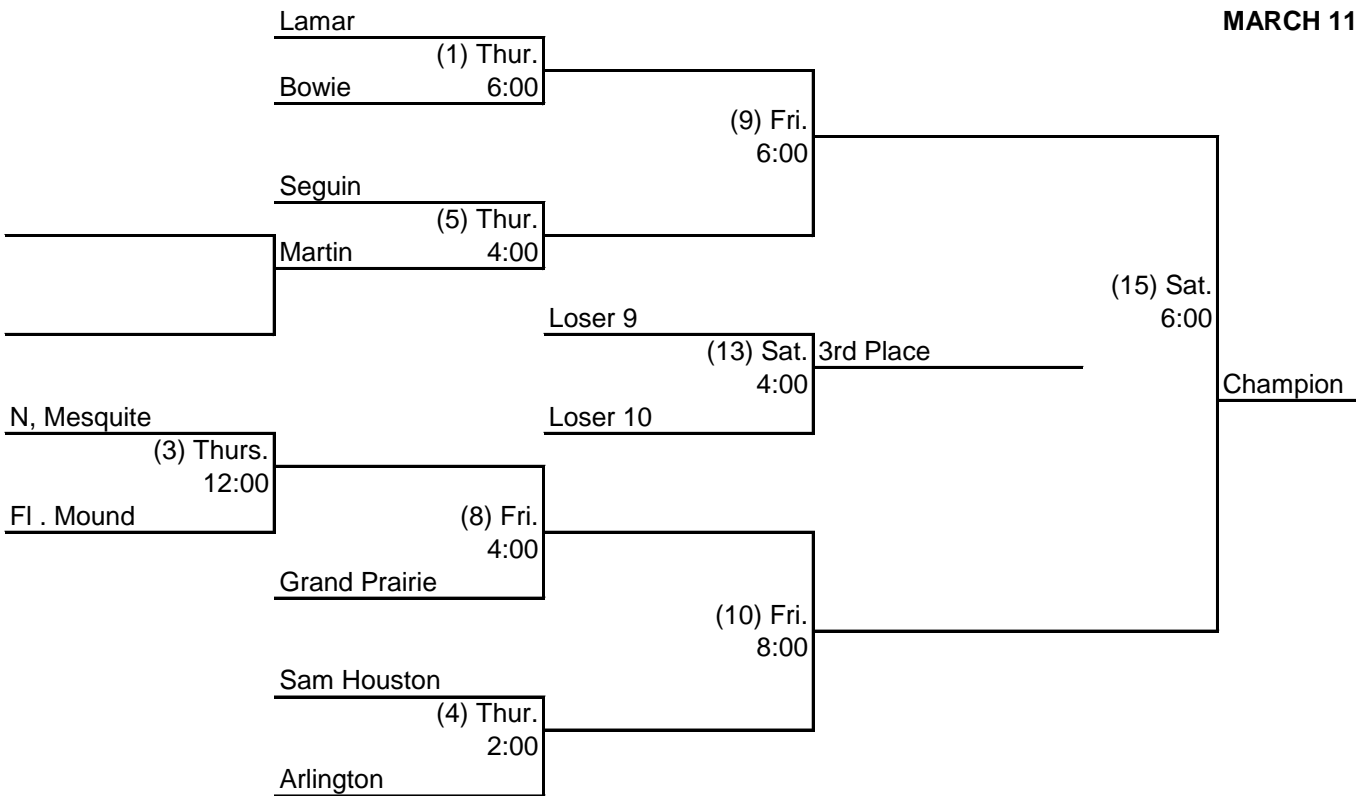 Lamar
MARCH 11
(1) Thur.
Bowie 6:00
(9) Fri.
6:00
Seguin
(5) Thur.
Martin 4:00
(15) Sat.
Loser 9 6:00
(13) Sat. 3rd Place
4:00
Champion
N, Mesquite
Loser 10
(3) Thurs.
12:00
Fl . Mound
(8) Fri.
4:00
Grand Prairie
(10) Fri.
8:00
Sam Houston
(4) Thur.
2:00
Arlington